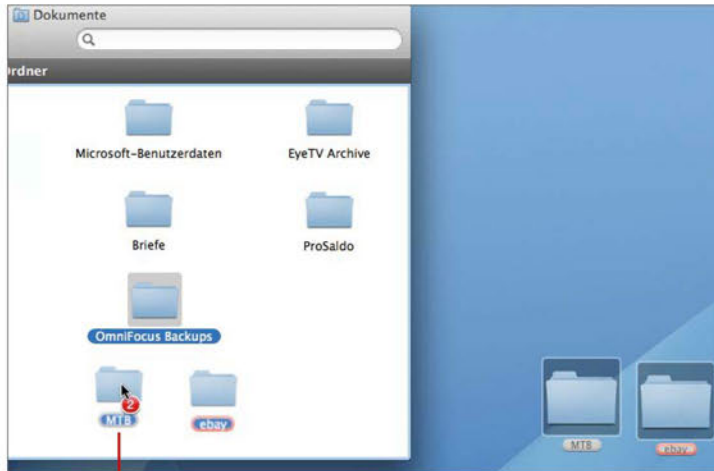 Dokumente
rdner
Microsoft-Benutzerdaten
EyeTV Archive
Briefe
ProSaldo
OmniFocus Backups
2
MTB
ebay
MTB
ebay